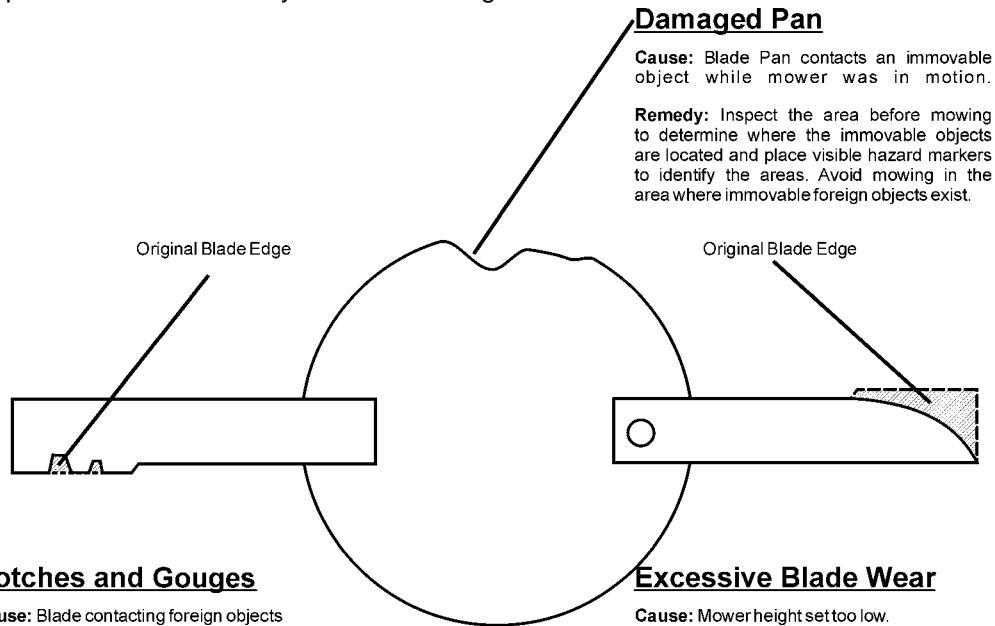 Damaged Pan
Cause: Blade Pan contacts an immovable
object while mower was in motion.
Remedy: Inspect the area before mowing
to determine where the immovable objects
are located and place visible hazard markers
to identify the areas. Avoid mowing in the
area where immovable foreign objects exist.
Original Blade Edge
Original Blade Edge
otches and Gouges
use: Blade contacting foreign objects
Excessive Blade Wear
Cause: Mower height set too low.